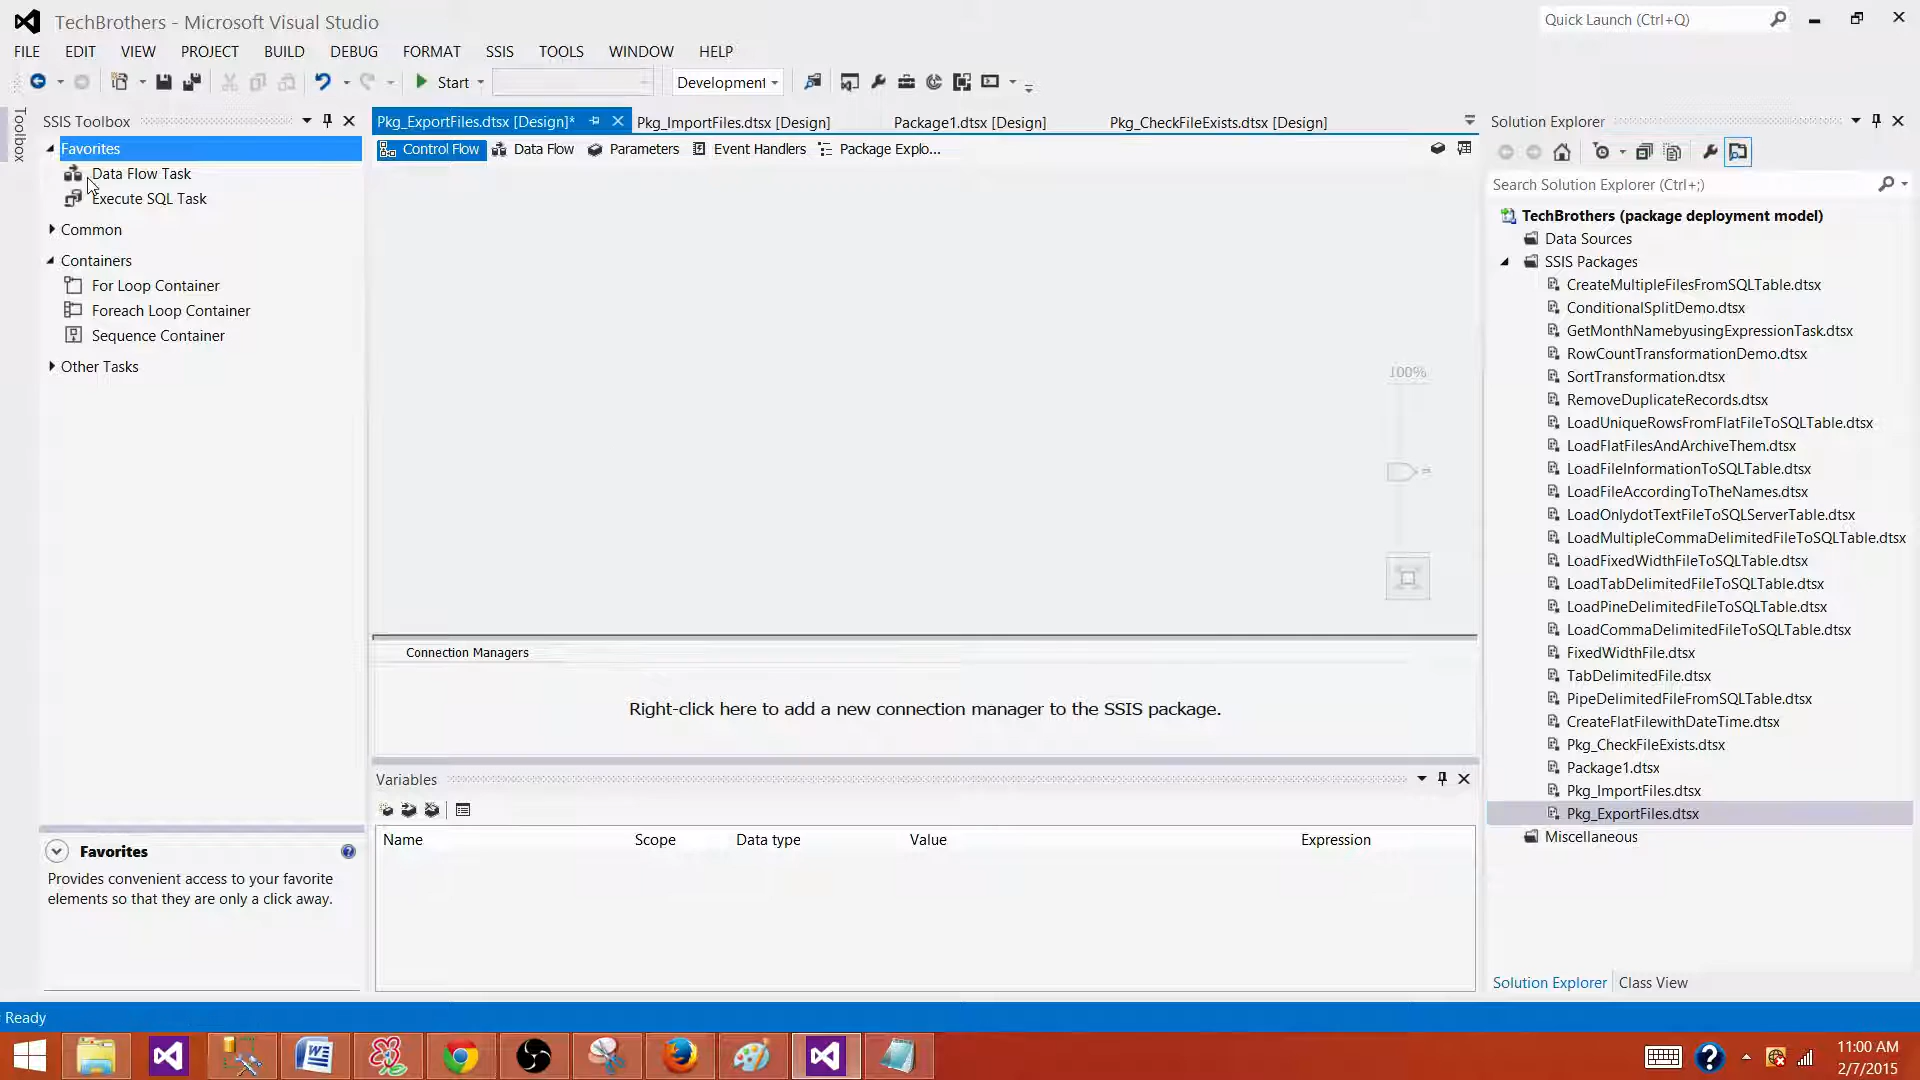 TechBrothers - Microsoft Visual Studio
Quick Launch (Ctrl+Q)
FILE EDIT VIEW PROJECT BUILD DEBUG FORMAT SSIS TOOLS WINDOW HELP
Start Development
Toolbox
SSIS Toolbox
Favorites
Data Flow Task
Execute SQL Task
Common
Containers
For Loop Container
Foreach Loop Container
Sequence Container
Other Tasks
Favorites
Provides convenient access to your favorite
elements so that they are only a click away.
Pkg_ExportFiles.dtsx [Design]* Pkg_ImportFiles.dtsx [Design] Package1.dtsx [Design] Pkg_CheckFileExists.dtsx [Design]
Control Flow Data Flow Parameters Event Handlers Package Explo...
100%
Connection Managers
Right-click here to add a new connection manager to the SSIS package.
Variables
Name Scope Data type Value Expression
Solution Explorer
Search Solution Explorer (Ctrl+;)
TechBrothers (package deployment model)
Data Sources
SSIS Packages
CreateMultipleFilesFromSQLTable.dtsx
ConditionalSplitDemo.dtsx
GetMonthNamebyusingExpressionTask.dtsx
RowCountTransformationDemo.dtsx
SortTransformation.dtsx
RemoveDuplicateRecords.dtsx
LoadUniqueRowsFromFlatFileToSQLTable.dtsx
LoadFlatFilesAndArchiveThem.dtsx
LoadFileInformationToSQLTable.dtsx
LoadFileAccordingToTheNames.dtsx
LoadOnlydotTextFileToSQLServerTable.dtsx
LoadMultipleCommaDelimitedFileToSQLTable.dtsx
LoadFixedWidthFileToSQLTable.dtsx
LoadTabDelimitedFileToSQLTable.dtsx
LoadPineDelimitedFileToSQLTable.dtsx
LoadCommaDelimitedFileToSQLTable.dtsx
FixedWidthFile.dtsx
TabDelimitedFile.dtsx
PipeDelimitedFileFromSQLTable.dtsx
CreateFlatFilewithDateTime.dtsx
Pkg_CheckFileExists.dtsx
Package1.dtsx
Pkg_ImportFiles.dtsx
Pkg_ExportFiles.dtsx
Miscellaneous
Solution Explorer Class View
Ready
11:00 AM
2/7/2015